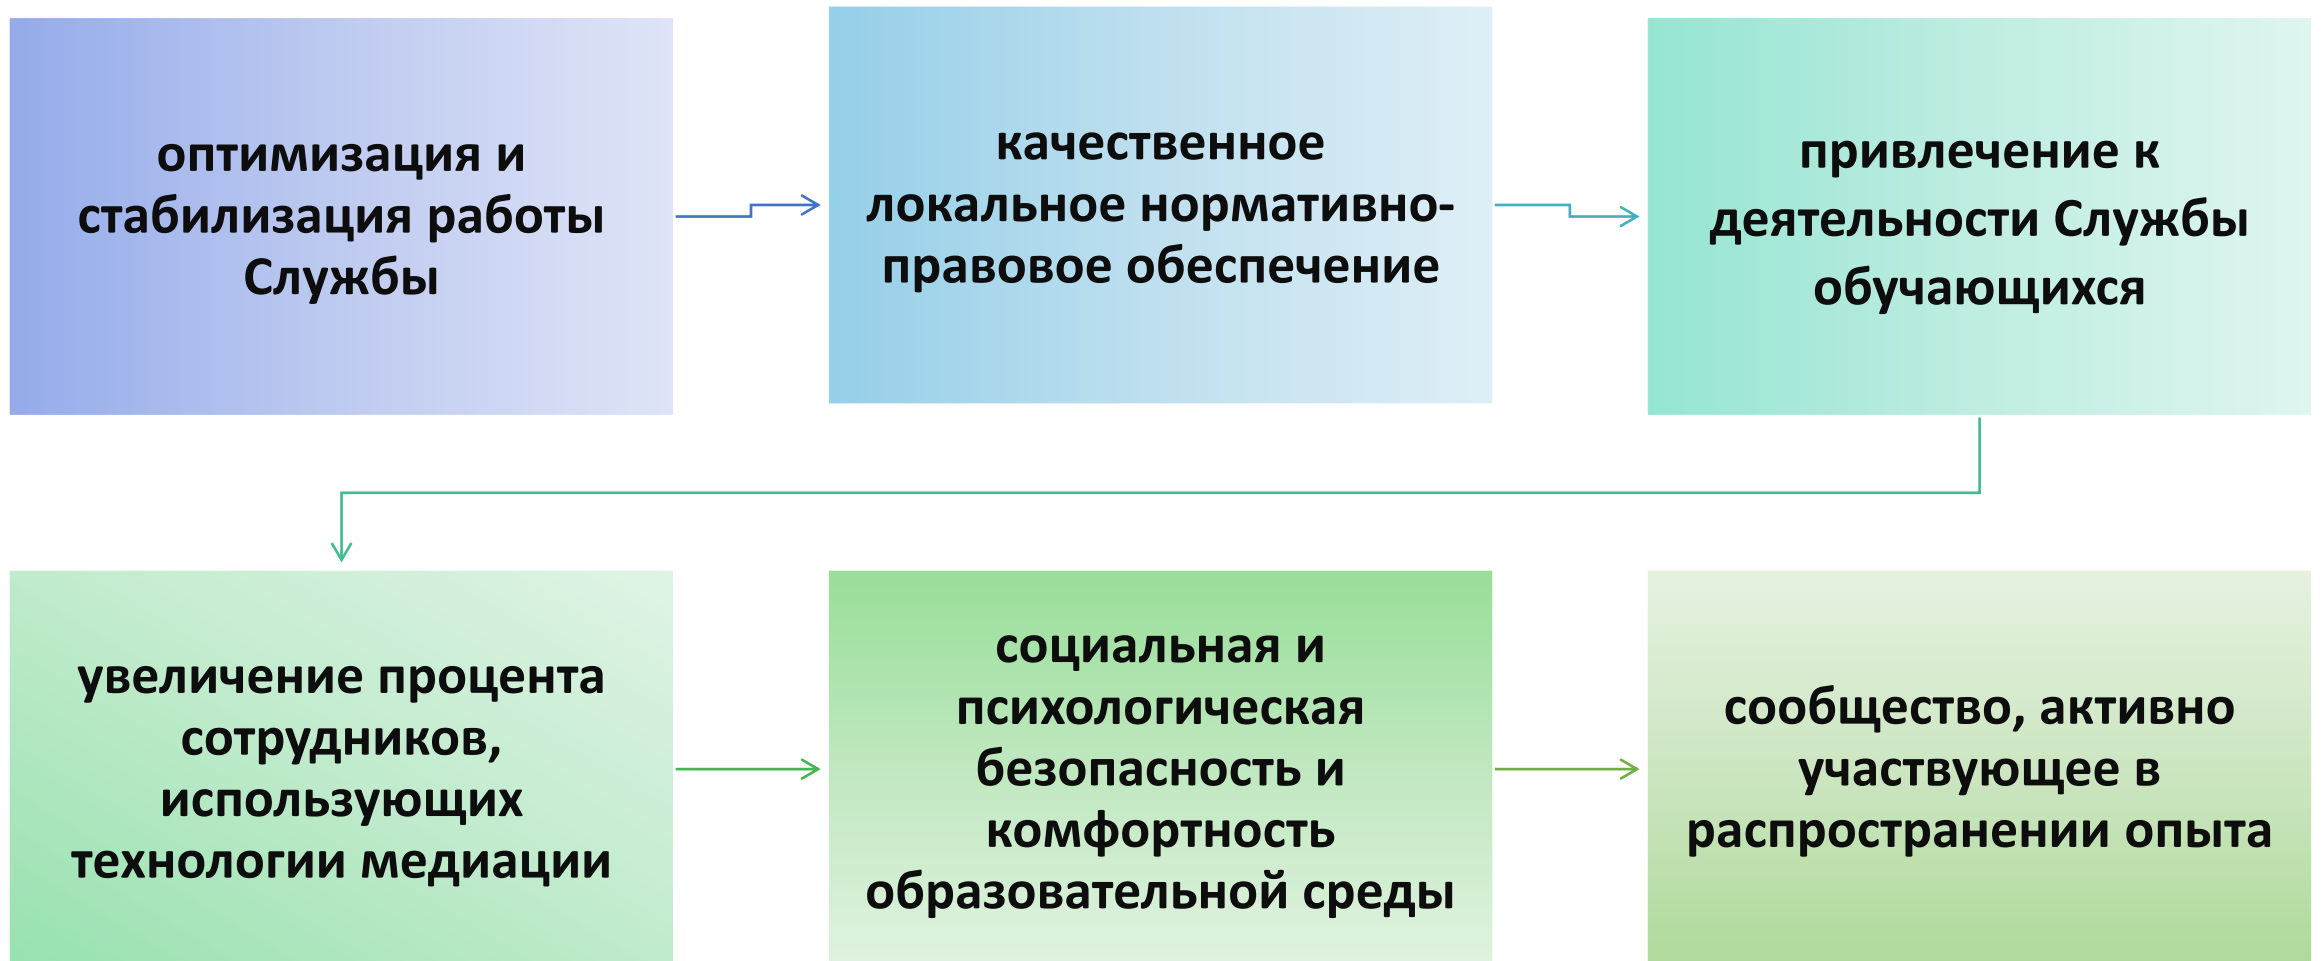 оптимизация и
стабилизация работы
Службы
качественное
локальное нормативно-
правовое обеспечение
привлечение к
деятельности Службы
обучающихся
увеличение процента
сотрудников,
использующих
технологии медиации
социальная и
психологическая
безопасность и
комфортность
образовательной среды
сообщество, активно
участвующее в
распространении опыта